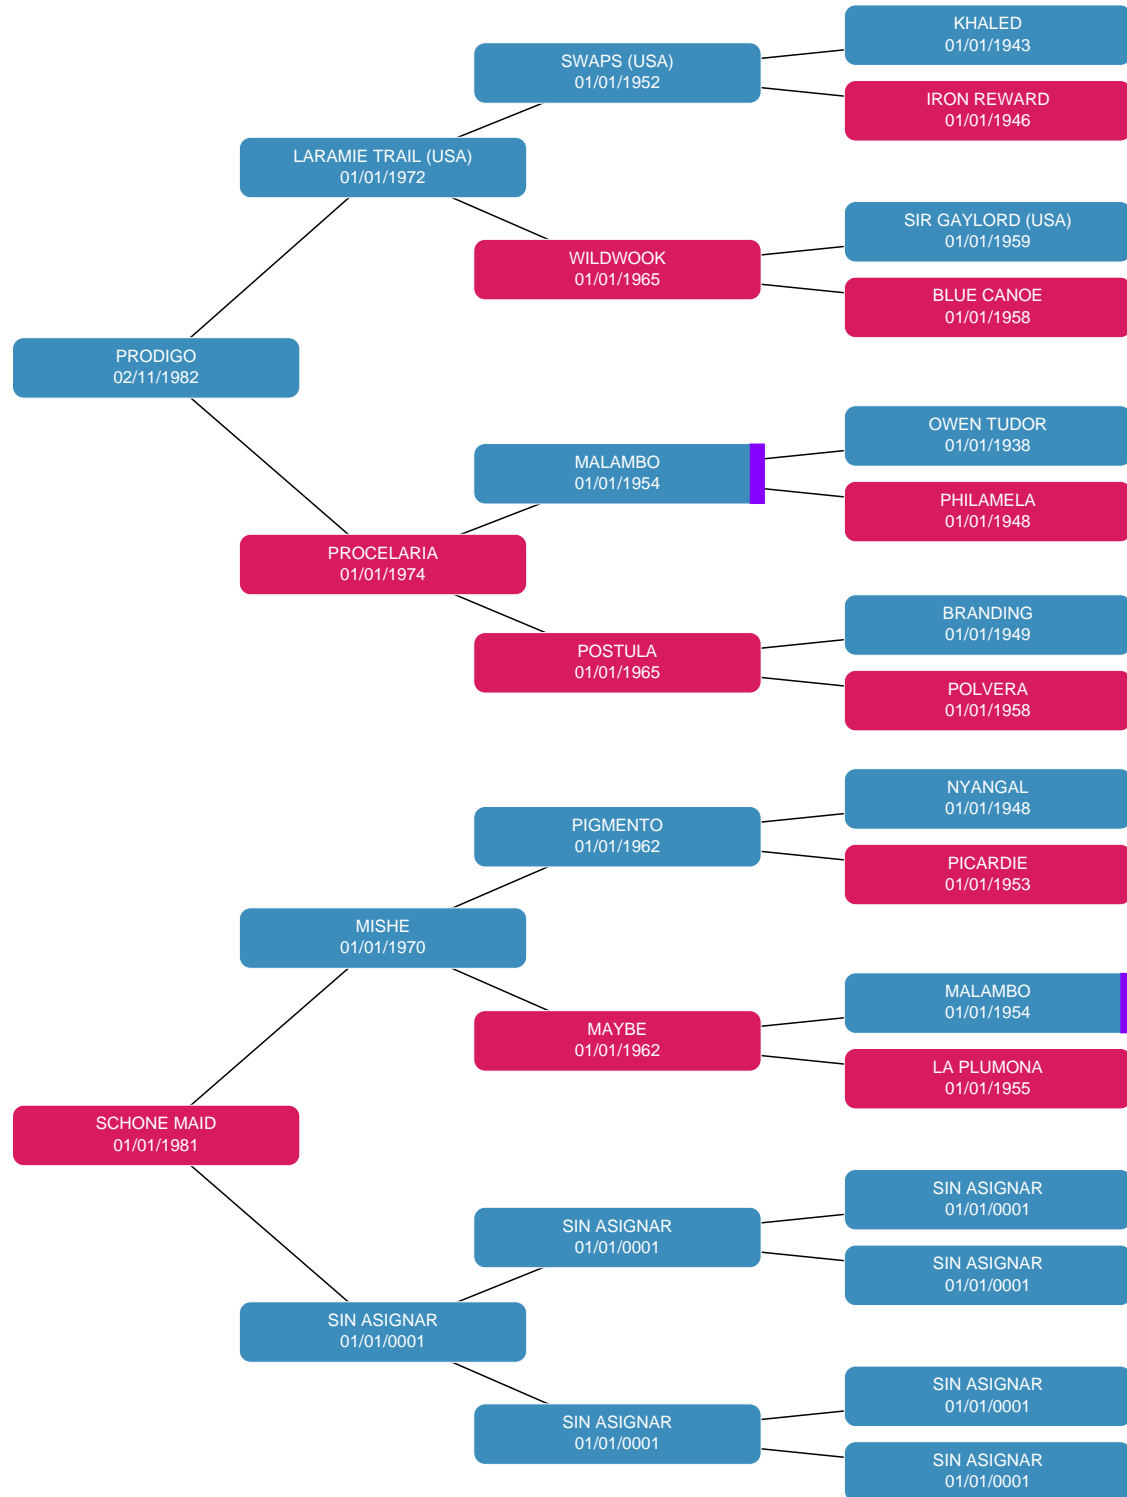 KHALED
01/01/1943
SWAPS (USA)
01/01/1952
IRON REWARD
01/01/1946
LARAMIE TRAIL (USA)
01/01/1972
SIR GAYLORD (USA)
01/01/1959
WILDWOOK
01/01/1965
BLUE CANOE
01/01/1958
PRODIGO
02/11/1982
OWEN TUDOR
01/01/1938
MALAMBO
01/01/1954
PHILAMELA
01/01/1948
PROCELARIA
01/01/1974
BRANDING
01/01/1949
POSTULA
01/01/1965
POLVERA
01/01/1958
NYANGAL
01/01/1948
PIGMENTO
01/01/1962
PICARDIE
01/01/1953
MISHE
01/01/1970
MALAMBO
01/01/1954
MAYBE
01/01/1962
LA PLUMONA
01/01/1955
SCHONE MAID
01/01/1981
SIN ASIGNAR
01/01/0001
SIN ASIGNAR
01/01/0001
SIN ASIGNAR
01/01/0001
SIN ASIGNAR
01/01/0001
SIN ASIGNAR
01/01/0001
SIN ASIGNAR
01/01/0001
SIN ASIGNAR
01/01/0001